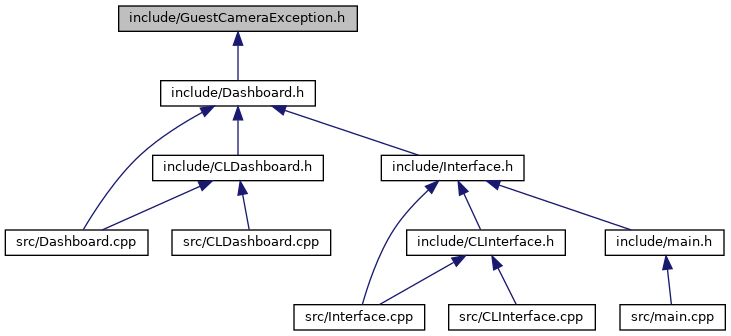 include/GuestCameraException.h
include/Dashboard.h
include/CLDashboard.h
include/Interface.h
src/Dashboard.cpp
src/CLDashboard.cpp
include/CLInterface.h
include/main.h
src/Interface.cpp
src/CLInterface.cpp
src/main.cpp